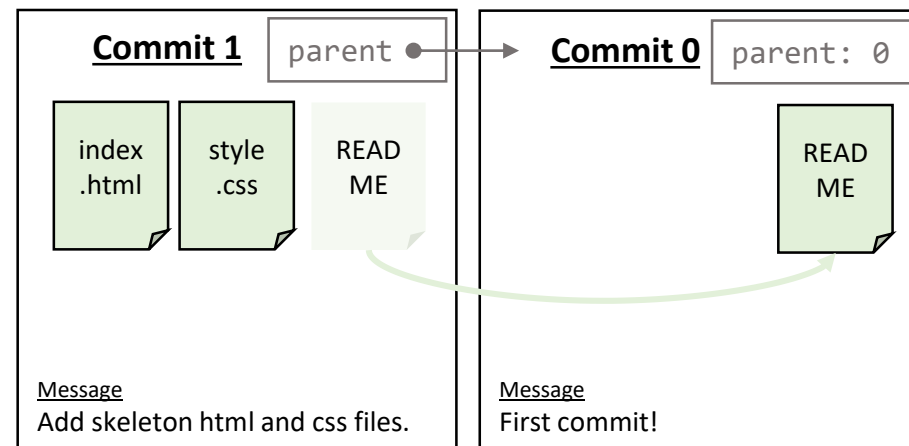 Commit 1
parent
index
.html
style
.css
READ
ME
Message
Add skeleton html and css files.
Commit 0
parent: 0
READ
ME
Message
First commit!